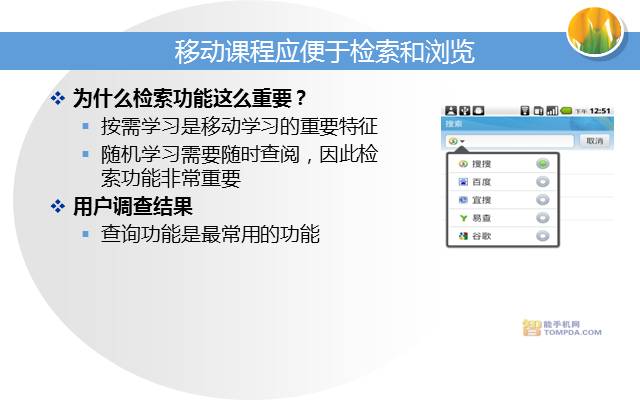 移动课程应便于检索和浏览
为什么检索功能这么重要？
按需学习是移动学习的重要特征
随机学习需要随时查阅，因此检
索功能非常重要
用户调查结果
查询功能是最常用的功能
下午 12:51
搜索
取消
搜搜
百度
宜搜
易查
谷歌
智能手机网
TOMPDA.COM